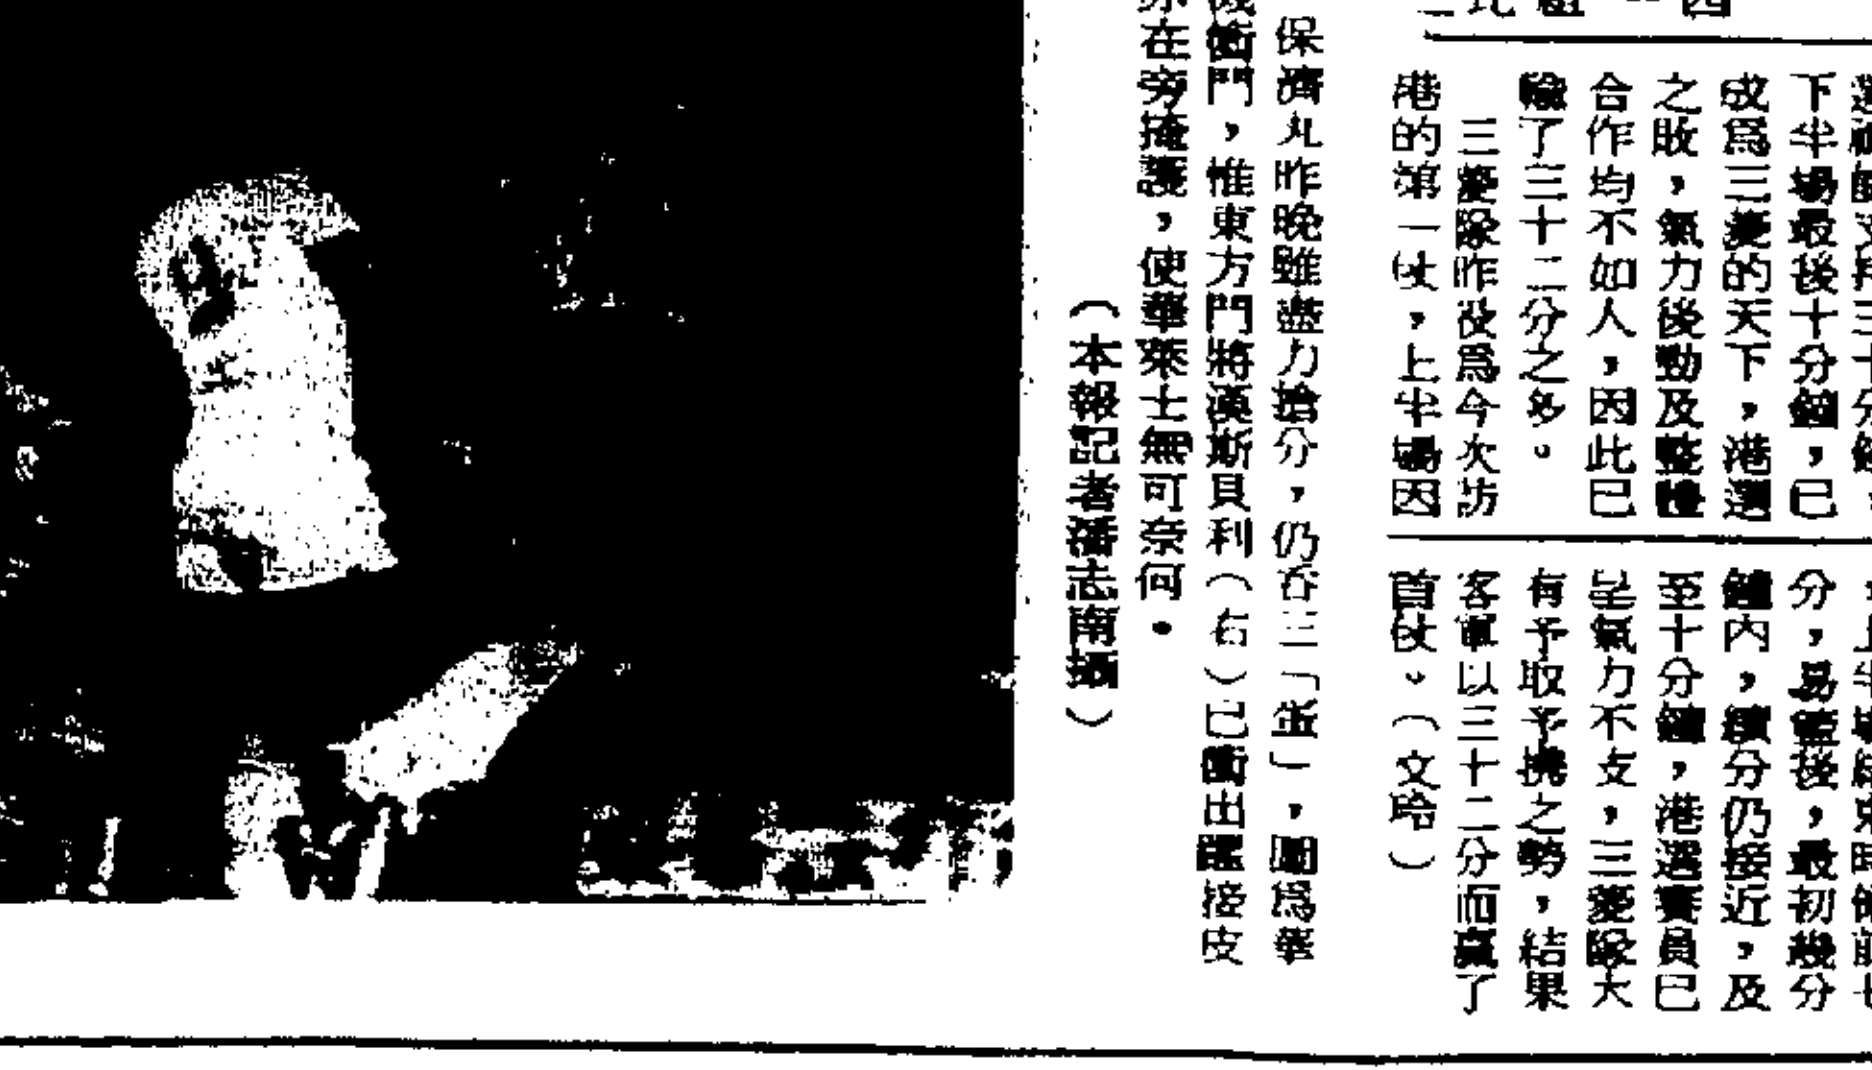 下半場最後十分鐘，已
成爲三菱的天下，港選
之敗，氣力後勁及整體
合作均不如人，因此已
輸了三十二分之多。
三菱隊昨役爲今次訪
港的第一仗，上半場因
分，易籃後，最初幾分
鐘內，積分仍接近，及
至十分鐘，港選賽員已
呈氣力不支，三菱隊大
有予取予携之勢，結果
客軍以三十二分而贏了
首仗。（文玲）
保濟丸昨晚雖盡力搶分，仍吞三「蛋」，圖爲華
衝門，惟東方門將漢斯貝利（右）已衝出躍接皮
在旁掩護，使華萊士無可奈何。
（本報記者潘志南攝）